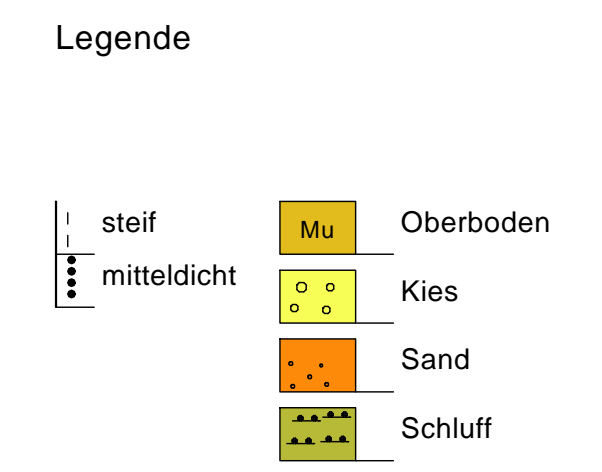 Legende
steif
mitteldicht
Mu Oberboden
Kies
Sand
Schluff